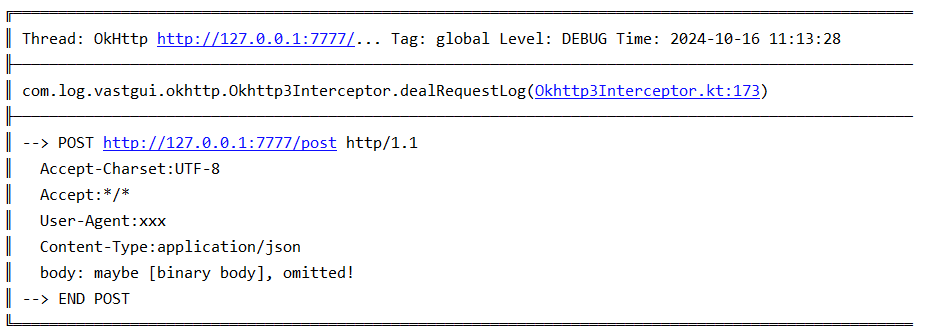 Thread: OkHttp http://127.0.0.1:7777/... Tag: global Level: DEBUG Time: 2024-10-16 11:13:28
com.log.vastgui.okhttp.Okhttp3Interceptor.dealRequestLog(Okhttp3Interceptor.kt:173)
--> POST http://127.0.0.1:7777/post http/1.1
Accept-Charset:UTF-8
Accept:*/*
User-Agent:xxx
Content-Type:application/json
body: maybe [binary body], omitted!
--> END POST